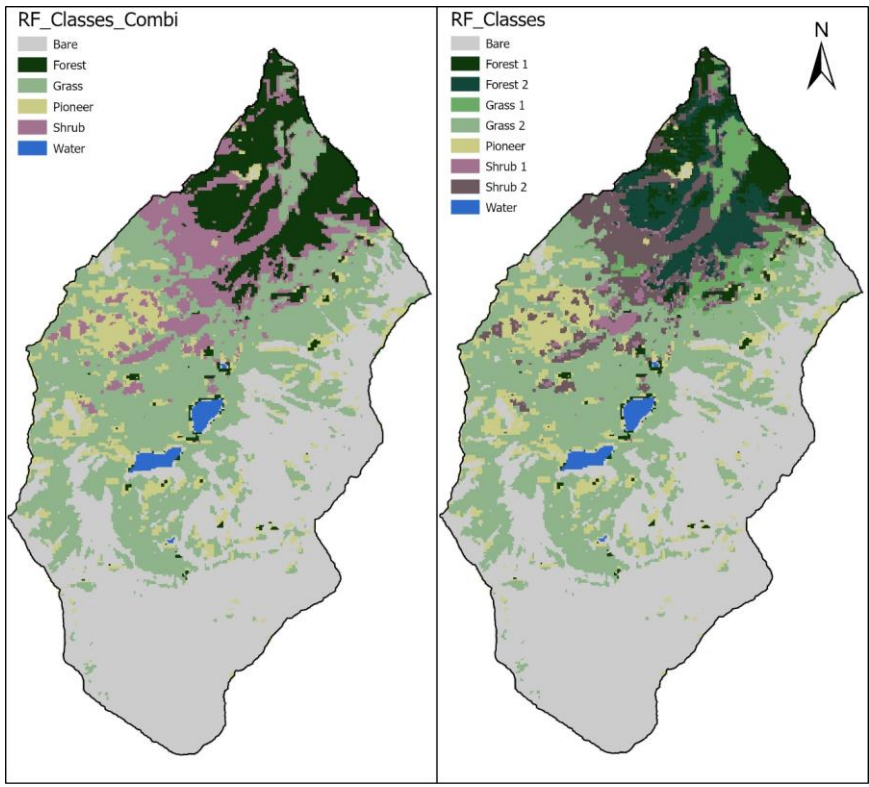 RF_Classes_Combi
Bare
Forest
Grass
Pioneer
Shrub
Water
RF_Classes
Bare
Forest 1
Forest 2
Grass 1
Grass 2
Pioneer
Shrub 1
Shrub 2
Water
N